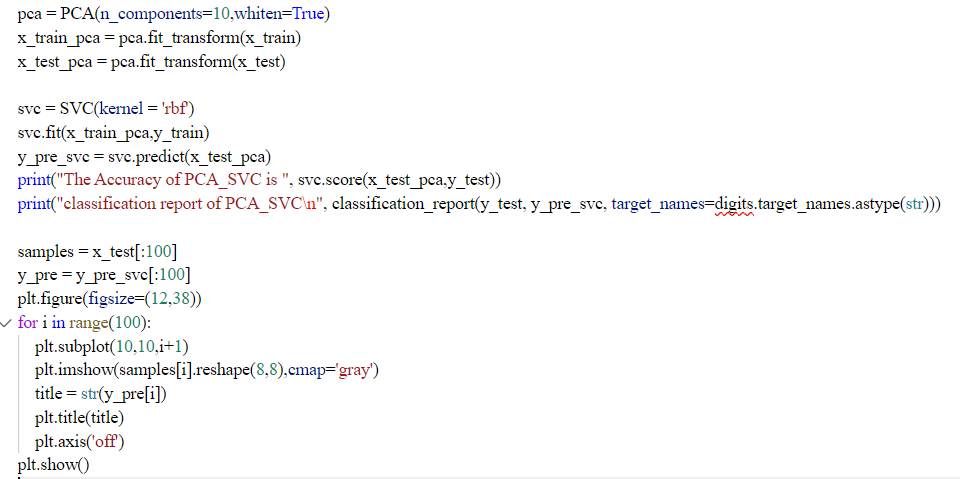 pca = PCA(n_components=10,whiten=True)
x_train_pca = pca.fit_transform(x_train)
x_test_pca = pca.fit_transform(x_test)
svc = SVC(kernel = 'rbf')
svc.fit(x_train_pca,y_train)
y_pre_svc = svc.predict(x_test_pca)
print("The Accuracy of PCA_SVC is ", svc.score(x_test_pca,y_test))
print("classification report of PCA_SVC\n", classification_report(y_test, y_pre_svc, target_names=digits.target_names.astype(str)))
samples = x_test[:100]
y_pre = y_pre_svc[:100]
plt.figure(figsize=(12,38))
for i in range(100):
    plt.subplot(10,10,i+1)
    plt.imshow(samples[i].reshape(8,8),cmap='gray')
    title = str(y_pre[i])
    plt.title(title)
    plt.axis('off')
plt.show()